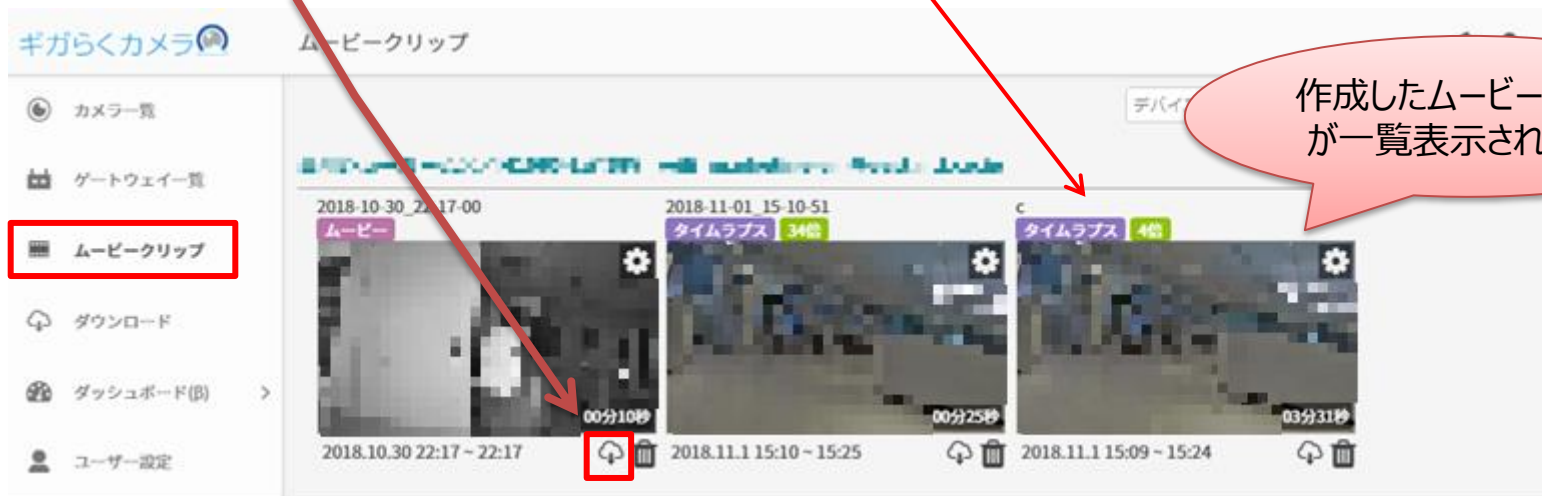 ギガらくカメラ
ムービークリップ
デバイ
作成したムービー
が一覧表示され
カメラ一覧
ゲートウェイ一覧
ムービークリップ
ダウンロード
ダッシュボード(β) >
ユーザー設定
2018-10-30_22-17-00
ムービー
00分10秒
2018.10.30 22:17 ~ 22:17
2018-11-01_15-10-51
タイムラプス 34倍
00分25秒
2018.11.1 15:10 ~ 15:25
c
タイムラプス 4倍
03分31秒
2018.11.1 15:09 ~ 15:24